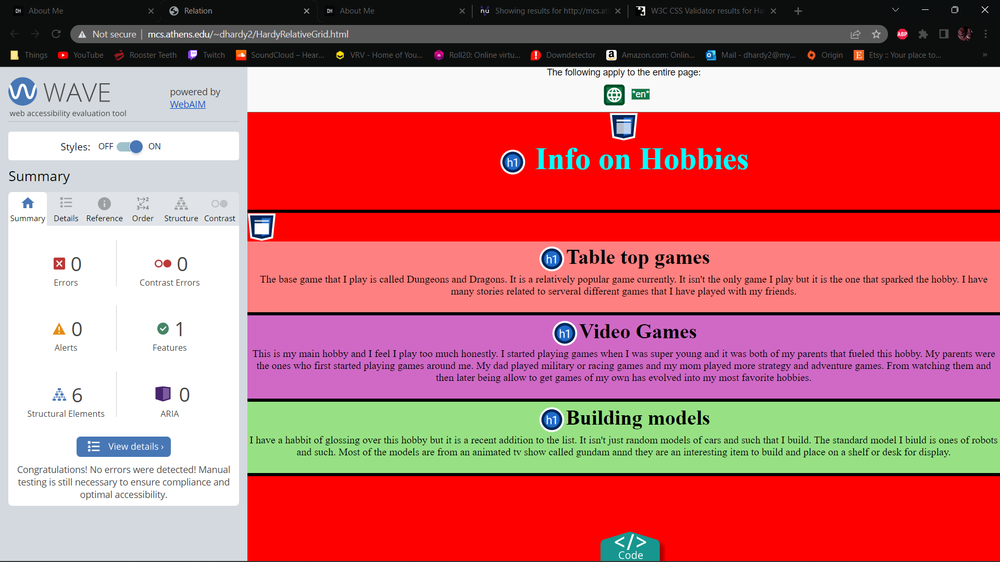 About Me
Relation
About Me
Showing results for http://mcs.at
W3C CSS Validator results for Ha
Not secure
mcs.athens.edu/~dhardy2/HardyRelativeGrid.html
ABP
Things
YouTube
Rooster Teeth
Twitch
SoundCloud – Hear...
VRV - Home of You...
Roll20: Online virtu...
Downdetector
Amazon.com: Onlin...
Mail - dhardy2@my...
Origin
Etsy :: Your place to...
»
WAVE
web accessibility evaluation tool
powered by
WebAIM
Styles: OFF ON
Summary
Summary
Details
Reference
Order
Structure
Contrast
0
Errors
0
Contrast Errors
0
Alerts
1
Features
6
Structural Elements
0
ARIA
View details ›
Congratulations! No errors were detected! Manual
testing is still necessary to ensure compliance and
optimal accessibility.
The following apply to the entire page:
*en*
h1 Info on Hobbies
h1 Table top games
The base game that I play is called Dungeons and Dragons. It is a relatively popular game currently. It isn't the only game I play but it is the one that sparked the hobby. I have
many stories related to serveral different games that I have played with my friends.
h1 Video Games
This is my main hobby and I feel I play too much honestly. I started playing games when I was super young and it was both of my parents that fueled this hobby. My parents were
the ones who first started playing games around me. My dad played military or racing games and my mom played more strategy and adventure games. From watching them and
then later being allow to get games of my own has evolved into my most favorite hobbies.
h1 Building models
I have a habbit of glossing over this hobby but it is a recent addition to the list. It isn't just random models of cars and such that I build. The standard model I biuld is ones of robots
and such. Most of the models are from an animated tv show called gundam annd they are an interesting item to build and place on a shelf or desk for display.
</>
Code